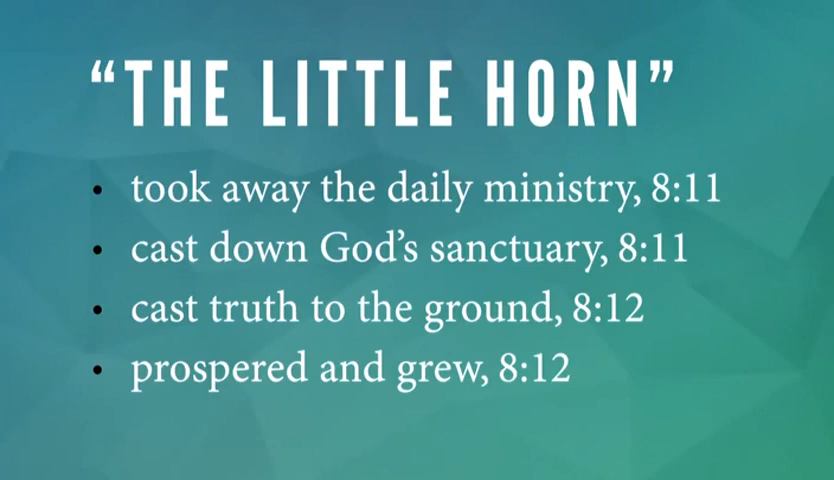 “THE LITTLE HORN”
• took away the daily ministry, 8:11
• cast down God’s sanctuary, 8:11
• cast truth to the ground, 8:12
• prospered and grew, 8:12